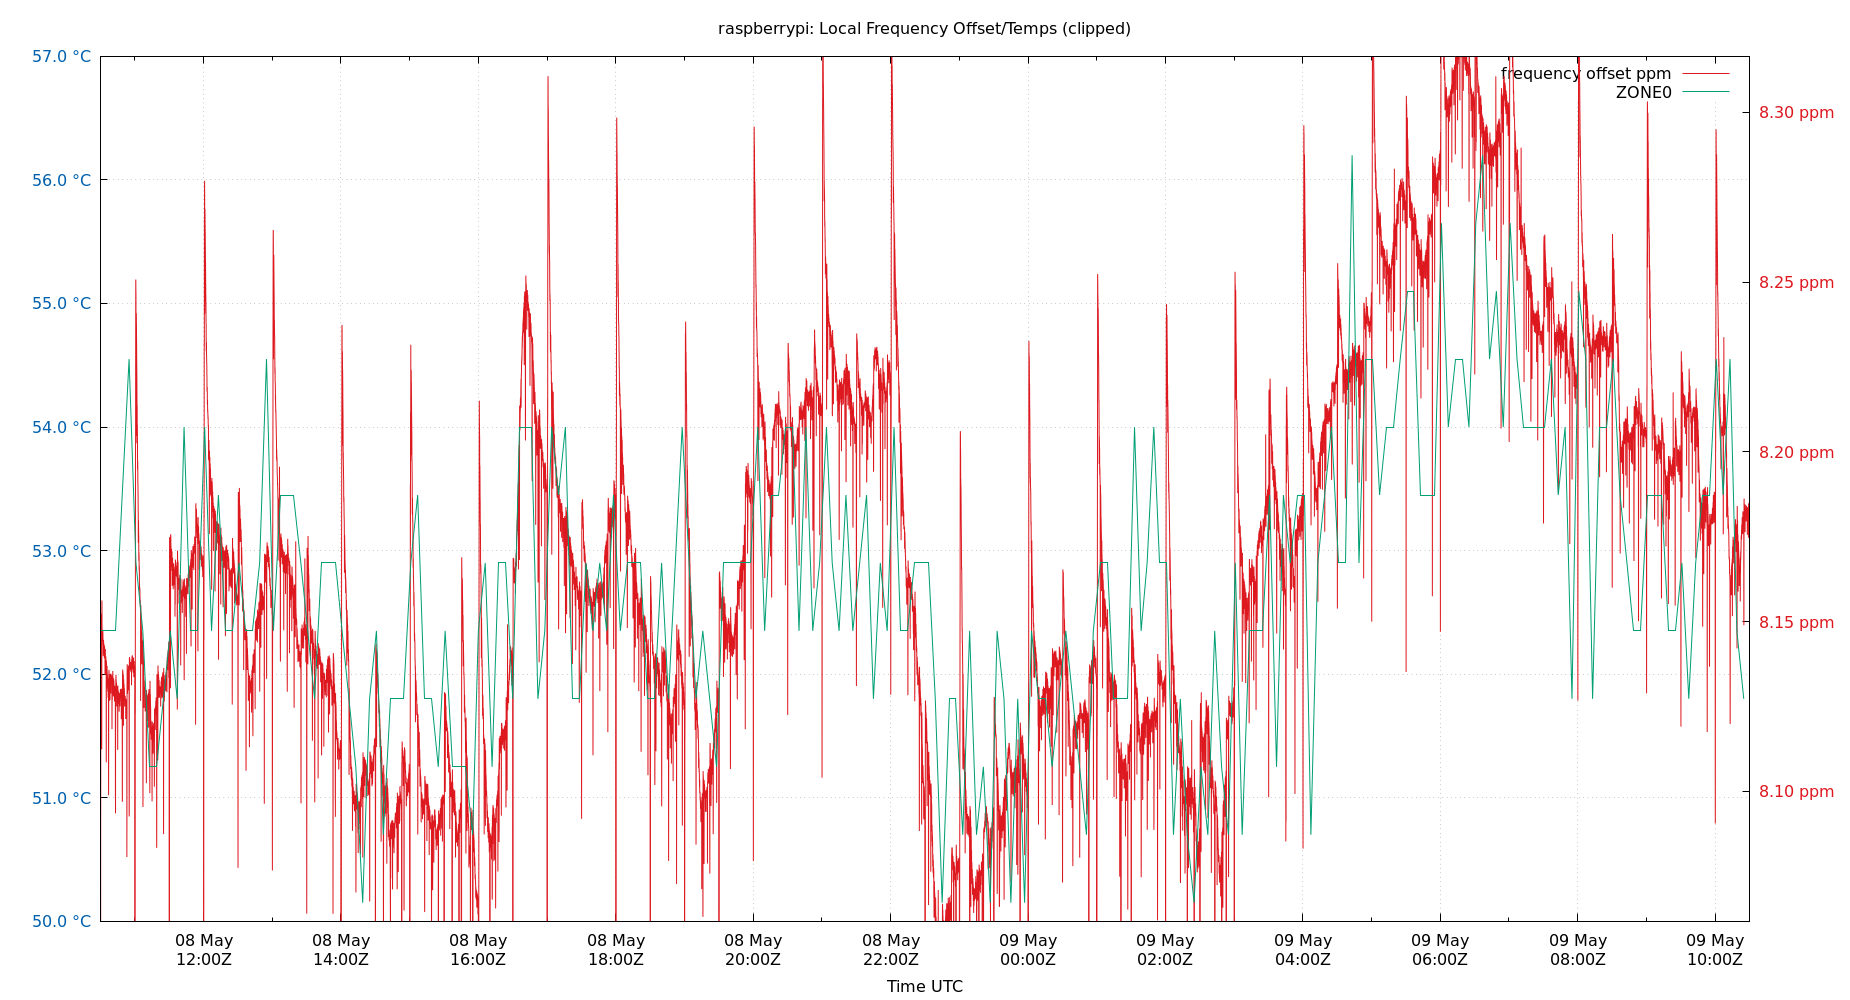 raspberrypi: Local Frequency Offset/Temps (clipped)
57.0 °C
56.0 °C
55.0 °C
54.0 °C
53.0 °C
52.0 °C
51.0 °C
50.0 °C
frequency offset ppm
ZONE0
8.30 ppm
8.25 ppm
8.20 ppm
8.15 ppm
8.10 ppm
08 May
12:00Z
08 May
14:00Z
08 May
16:00Z
08 May
18:00Z
08 May
20:00Z
08 May
22:00Z
09 May
00:00Z
09 May
02:00Z
09 May
04:00Z
09 May
06:00Z
09 May
08:00Z
09 May
10:00Z
Time UTC